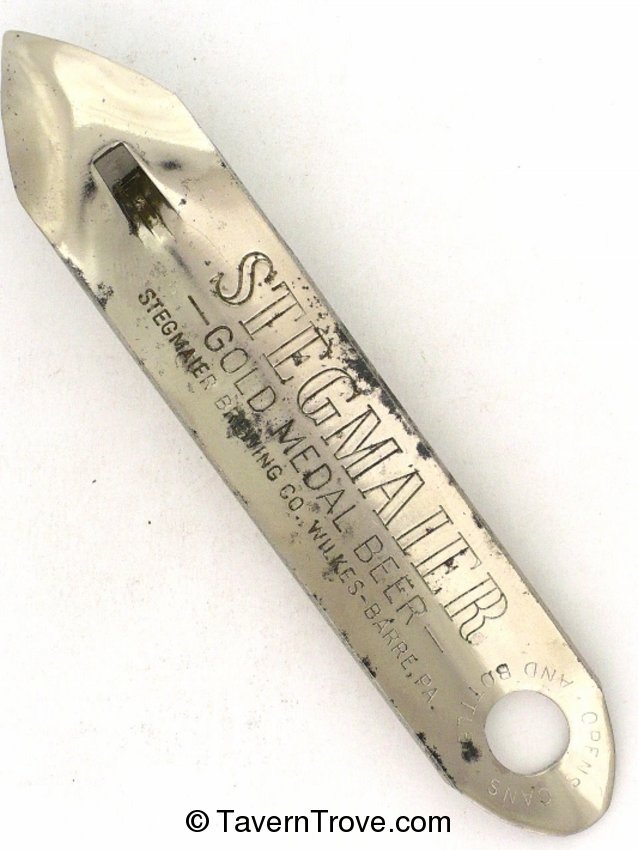 STEGMAIER
—GOLD MEDAL BEER—
STEGMAIER BREWING CO., WILKES-BARRE, PA.
OPENS CANS AND BOTTLES
© TavernTrove.com